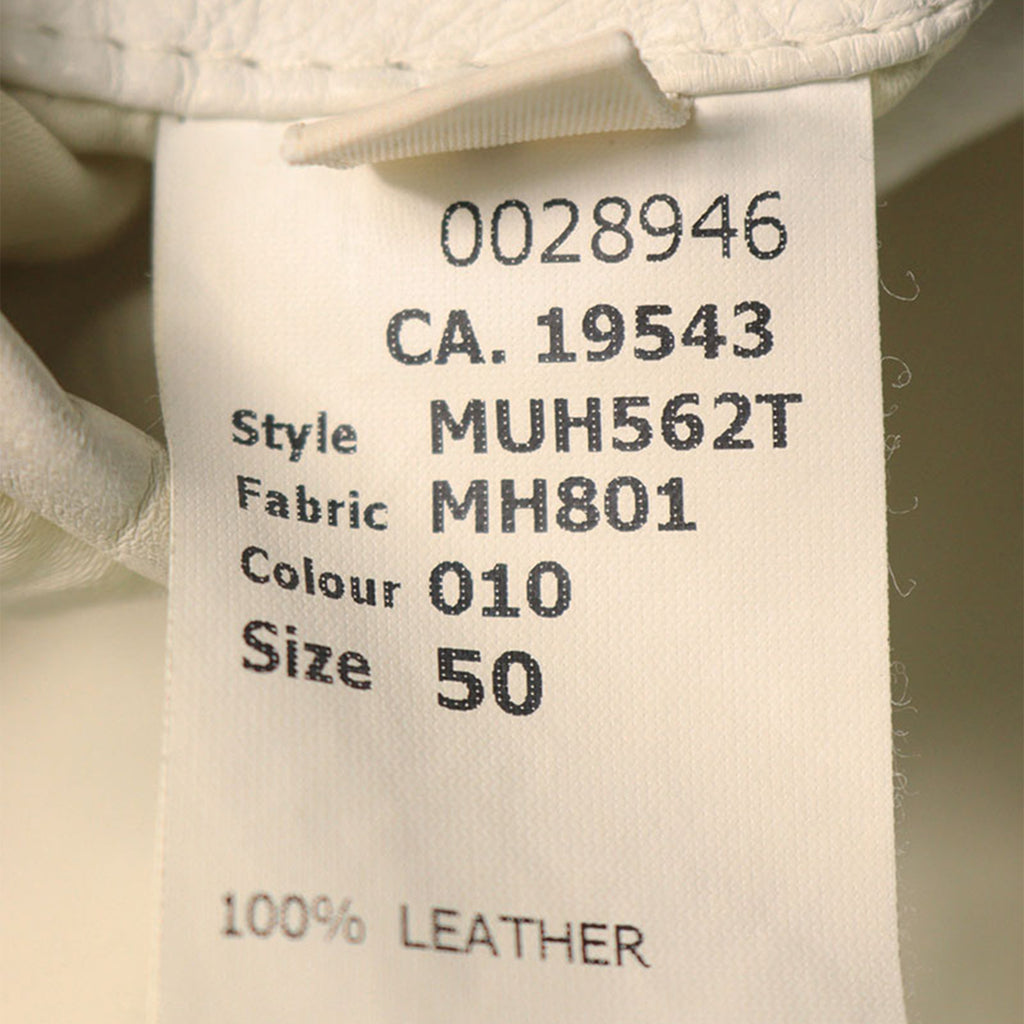 0028946
CA. 19543
Style MUH562T
Fabric MH801
Colour 010
Size 50
100% LEATHER